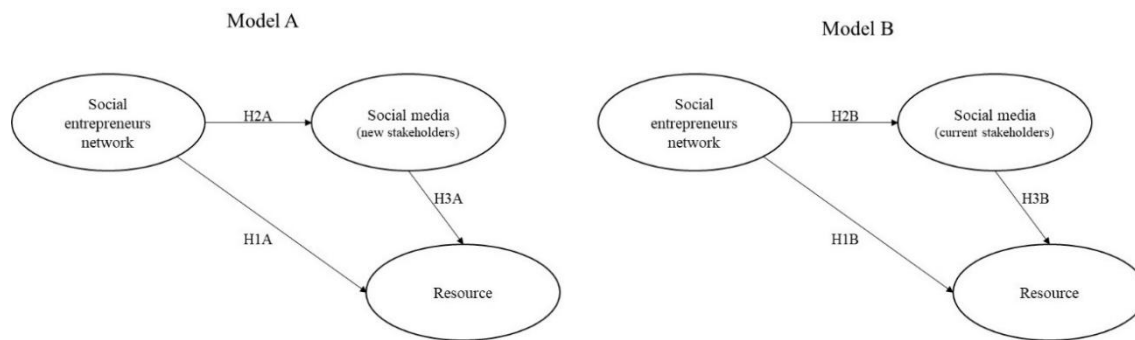 Model A
Social
entrepreneurs
network
H2A
Social media
(new stakeholders)
H3A
H1A
Resource
Model B
Social
entrepreneurs
network
H2B
Social media
(current stakeholders)
H3B
H1B
Resource